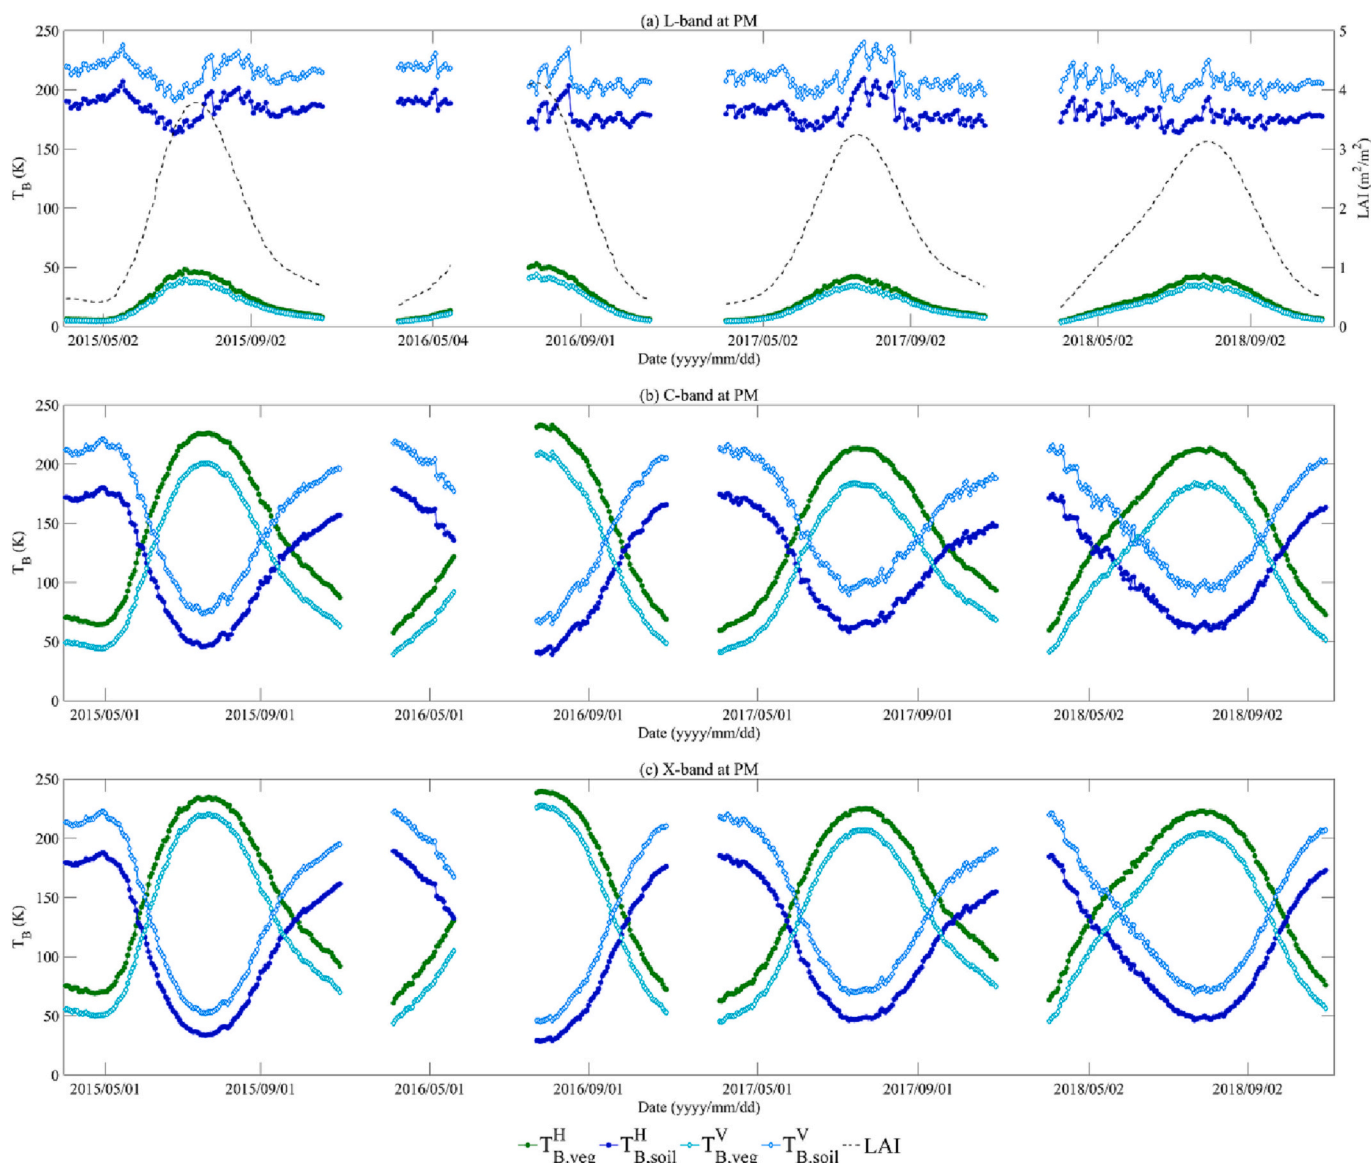 (a) L-band at PM
250
200
150
100
50
0
T_B (K)
5
4
3
2
1
0
LAI (m²/m²)
2015/05/02 2015/09/02 2016/05/04 2016/09/01 2017/05/02 2017/09/02 2018/05/02 2018/09/02
Date (yyyy/mm/dd)
(b) C-band at PM
250
200
150
100
50
0
T_B (K)
2015/05/01 2015/09/01 2016/05/01 2016/09/01 2017/05/01 2017/09/01 2018/05/02 2018/09/02
Date (yyyy/mm/dd)
(c) X-band at PM
250
200
150
100
50
0
T_B (K)
2015/05/01 2015/09/01 2016/05/01 2016/09/01 2017/05/01 2017/09/01 2018/05/02 2018/09/02
Date (yyyy/mm/dd)
T^H_B,veg T^H_B,soil T^V_B,veg T^V_B,soil LAI